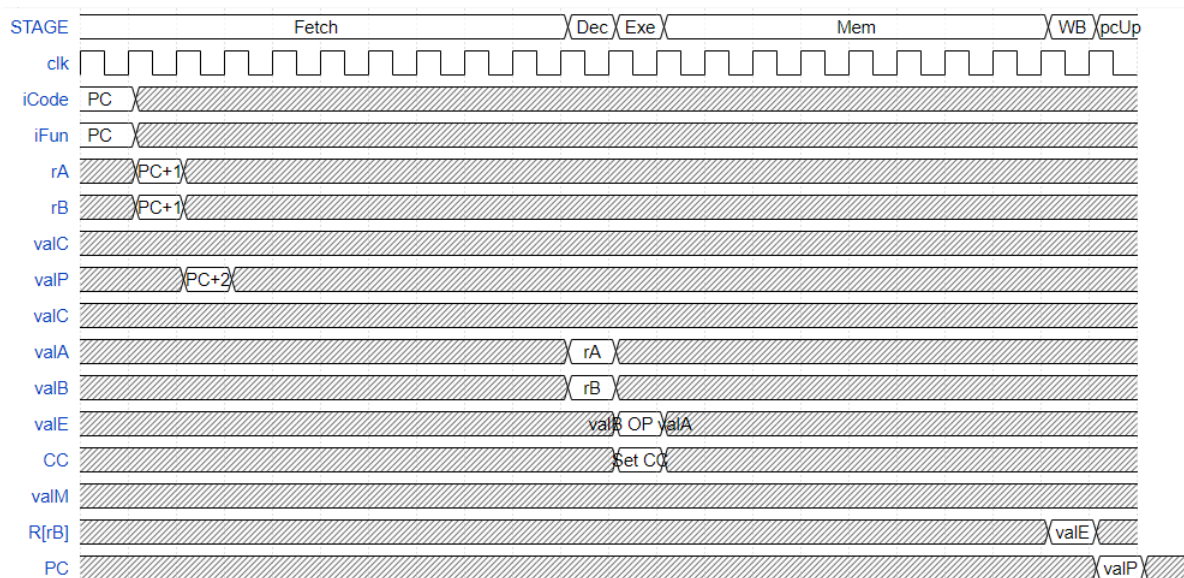 STAGE Fetch Dec Exe Mem WB pcUp
clk
iCode PC
iFun PC
rA PC+1
rB PC+1
valC
valP PC+2
valC
valA rA
valB rB
valE valB OP valA
CC Set CC
valM
R[rB] valE
PC valP